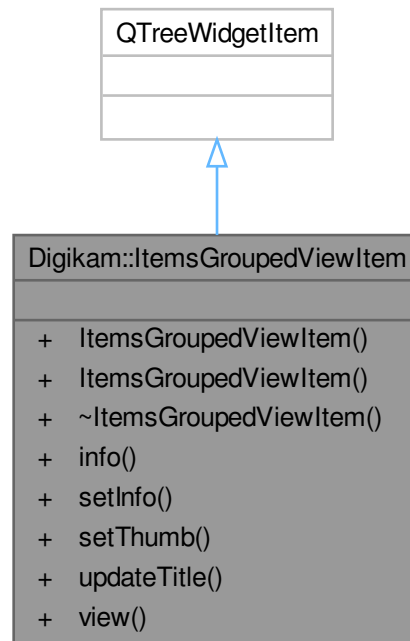 QTreeWidgetItem
Digikam::ItemsGroupedViewItem
+ ItemsGroupedViewItem()
+ ItemsGroupedViewItem()
+ ~ItemsGroupedViewItem()
+ info()
+ setInfo()
+ setThumb()
+ updateTitle()
+ view()